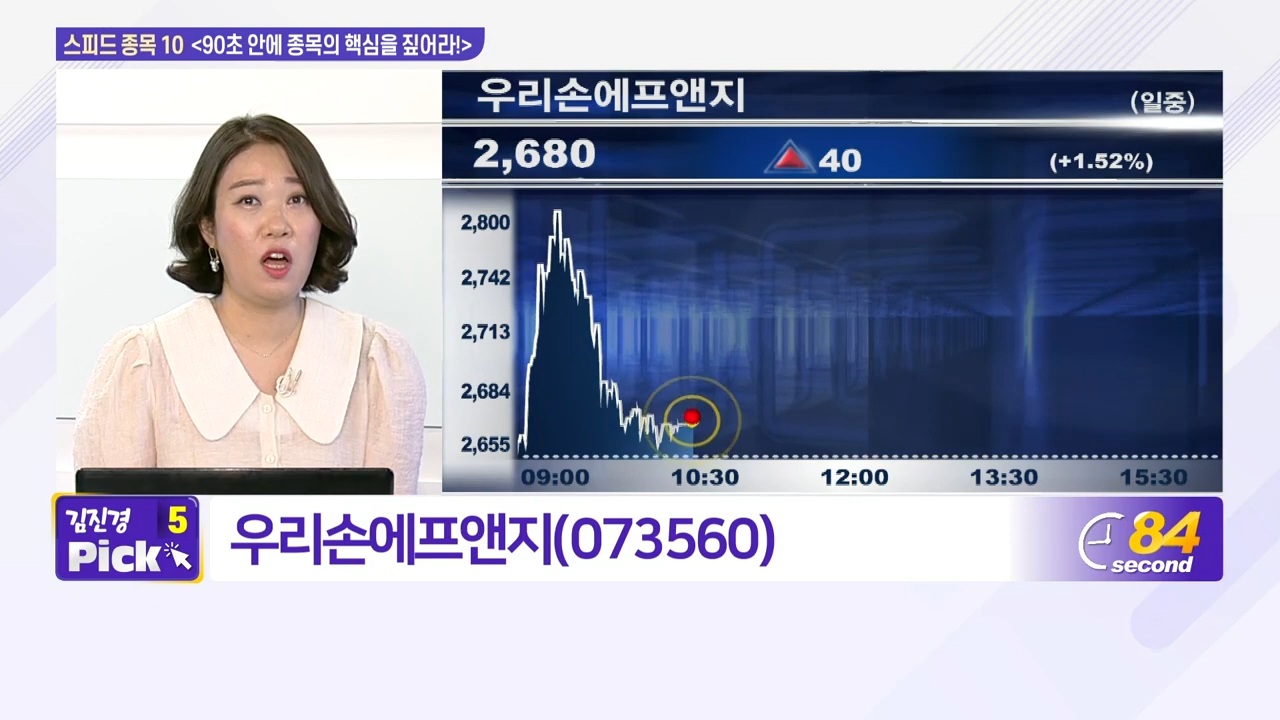 스피드 종목 10 <90초 안에 종목의 핵심을 짚어라!>
우리손에프앤지 (일중)
2,680 ▲ 40 (+1.52%)
2,800
2,742
2,713
2,684
2,655
09:00 10:30 12:00 13:30 15:30
김진경 5
Pick
우리손에프앤지(073560)
84
second